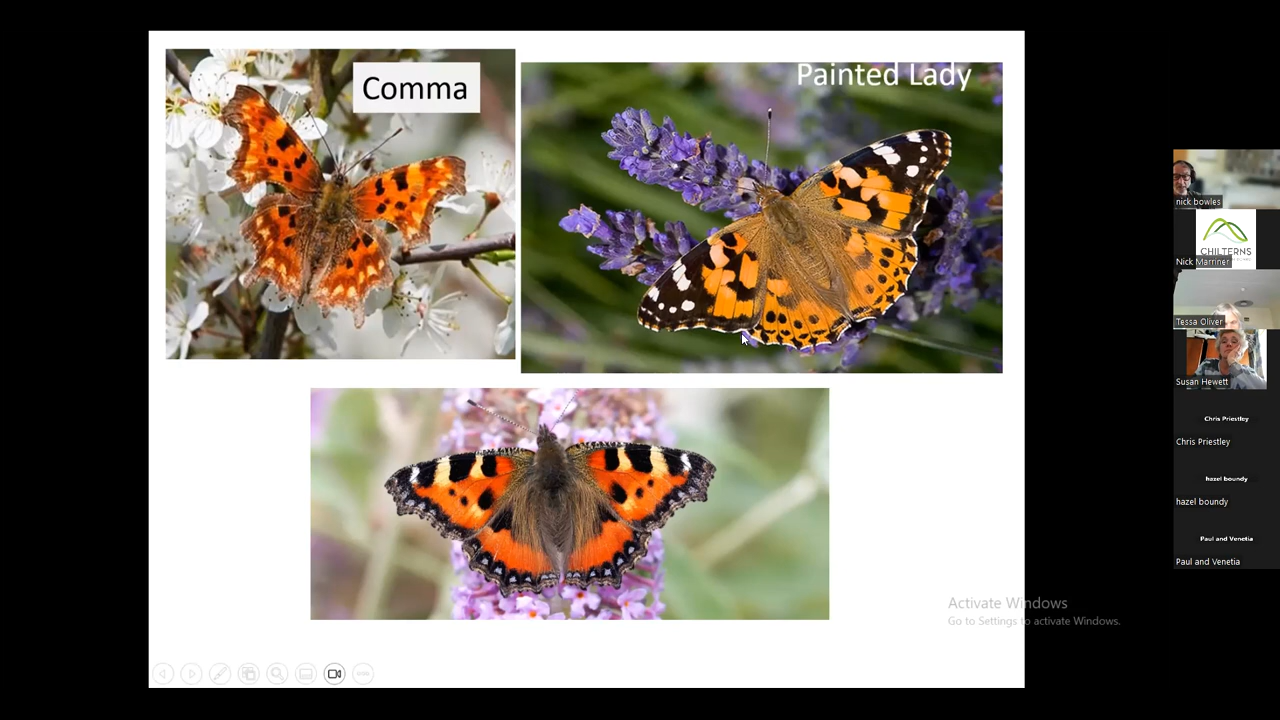 Comma
Painted Lady
nick bowles
CHILTERNS
Nick Marriner
Tessa Oliver
Susan Hewett
Chris Priestley
Chris Priestley
hazel boundy
hazel boundy
Paul and Venetia
Paul and Venetia
Activate Windows
Go to Settings to activate Windows.